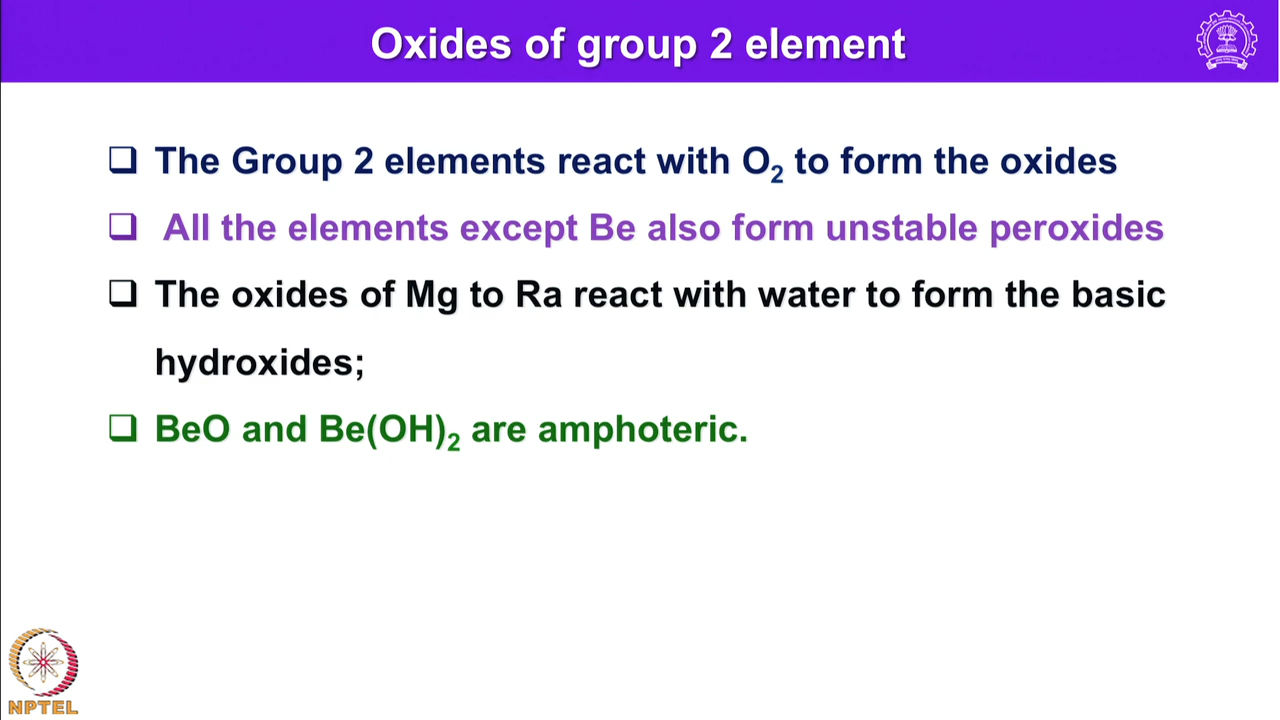 Oxides of group 2 element
❑ The Group 2 elements react with O₂ to form the oxides
❑ All the elements except Be also form unstable peroxides
❑ The oxides of Mg to Ra react with water to form the basic
hydroxides;
❑ BeO and Be(OH)₂ are amphoteric.
NPTEL